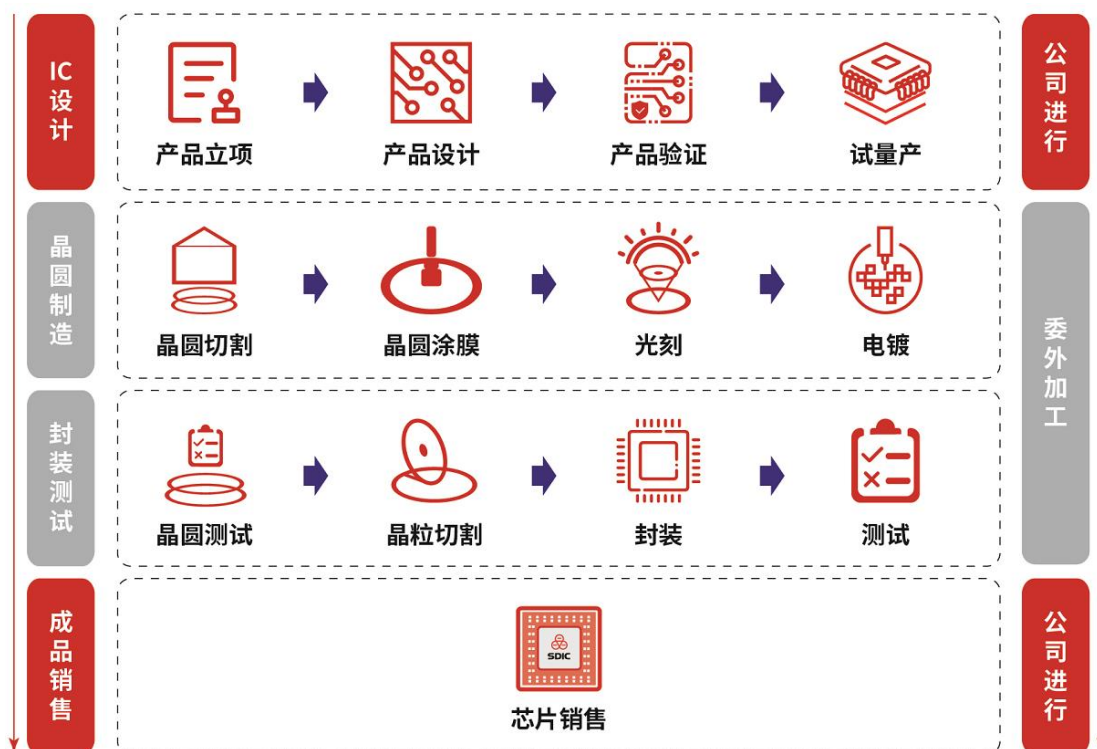 IC设计
产品立项
产品设计
产品验证
试量产
公司进行
晶圆制造
晶圆切割
晶圆涂膜
光刻
电镀
委外加工
封装测试
晶圆测试
晶粒切割
封装
测试
成品销售
SDIC
芯片销售
公司进行